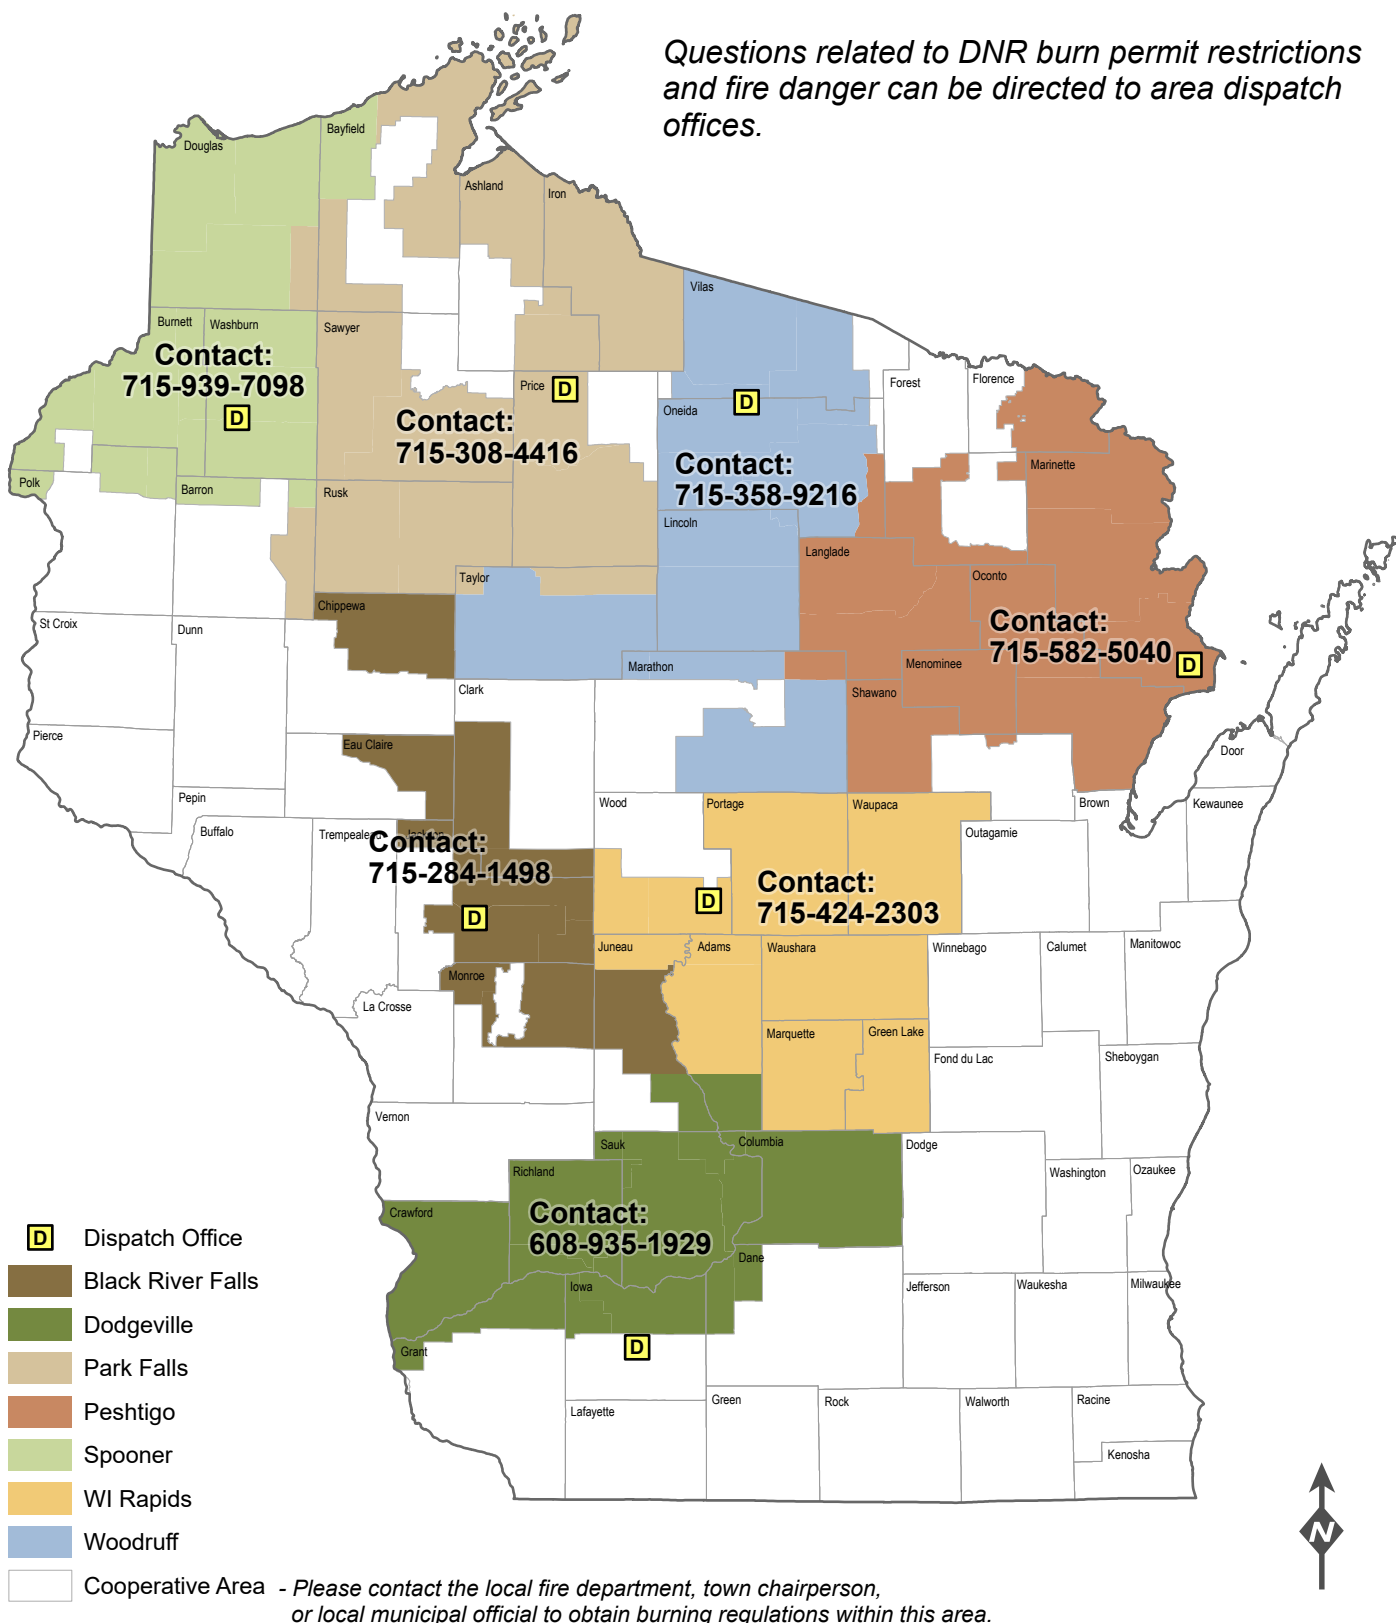 Questions related to DNR burn permit restrictions
and fire danger can be directed to area dispatch
offices.
Bayfield
Douglas
Ashland
Iron
Vilas
Burnett
Washburn
Sawyer
Contact:
715-939-7098
D
Price
D
Oneida
D
Forest
Florence
Contact:
715-308-4416
Contact:
715-358-9216
Marinette
Polk
Barron
Rusk
Lincoln
Langlade
Taylor
Oconto
Chippewa
Contact:
715-582-5040
D
St Croix
Dunn
Marathon
Menominee
Clark
Shawano
Pierce
Eau Claire
Door
Pepin
Wood
Portage
Waupaca
Brown
Kewaunee
Buffalo
Trempealeau
Jackson
Outagamie
Contact:
715-284-1498
D
D
Contact:
715-424-2303
Juneau
Adams
Waushara
Winnebago
Calumet
Manitowoc
Monroe
La Crosse
Marquette
Green Lake
Fond du Lac
Sheboygan
Vernon
Sauk
Columbia
Dodge
Richland
Washington
Ozaukee
Crawford
Contact:
608-935-1929
Dane
Iowa
Jefferson
Waukesha
Milwaukee
D
Grant
Lafayette
Green
Rock
Walworth
Racine
Kenosha
D Dispatch Office
Black River Falls
Dodgeville
Park Falls
Peshtigo
Spooner
WI Rapids
Woodruff
Cooperative Area - Please contact the local fire department, town chairperson,
or local municipal official to obtain burning regulations within this area.
N